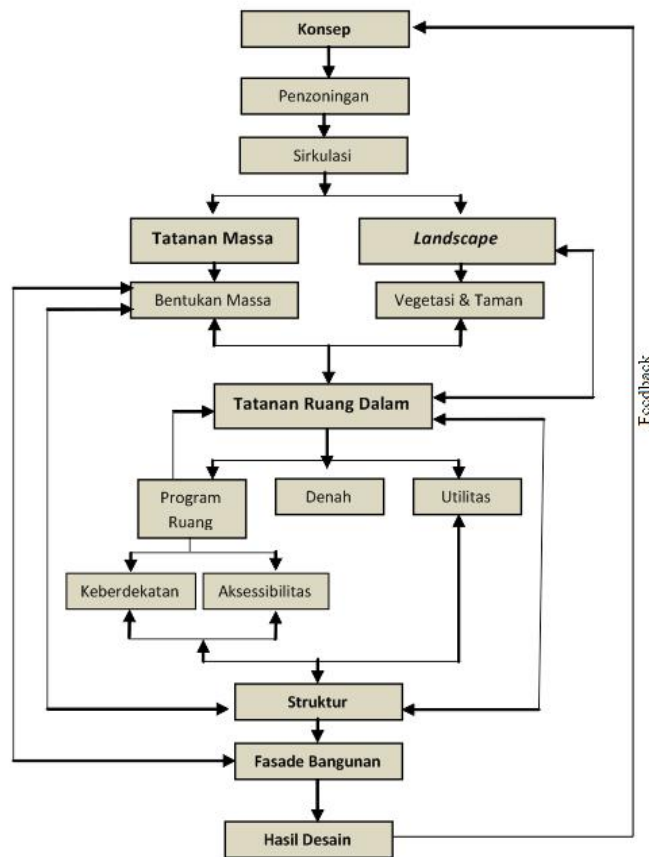 Konsep
Penzoningan
Sirkulasi
Tatanan Massa
Landscape
Bentukan Massa
Vegetasi & Taman
Feedback
Tatanan Ruang Dalam
Program
Ruang
Denah
Utilitas
Keberdekatan
Aksessibilitas
Struktur
Fasade Bangunan
Hasil Desain